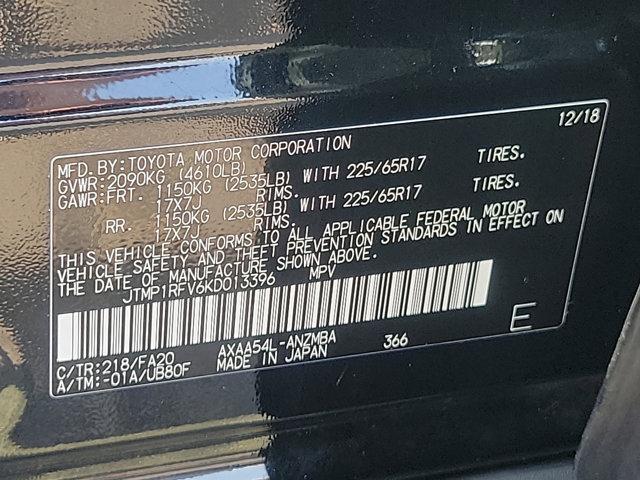 12/18
MFD.BY:TOYOTA MOTOR CORPORATION
GVWR:2090KG (4610LB)
GAWR:FRT. 1150KG (2535LB) WITH 225/65R17 TIRES.
17X7J RIMS.
RR. 1150KG (2535LB) WITH 225/65R17 TIRES.
17X7J RIMS.
THIS VEHICLE CONFORMS TO ALL APPLICABLE FEDERAL MOTOR
VEHICLE SAFETY AND THEFT PREVENTION STANDARDS IN EFFECT ON
THE DATE OF MANUFACTURE SHOWN ABOVE.
JTMP1RFV6KD013396 MPV
E
C/TR:218/FA20 AXAA54L-ANZMBA 366
A/TM:-01A/UB80F MADE IN JAPAN